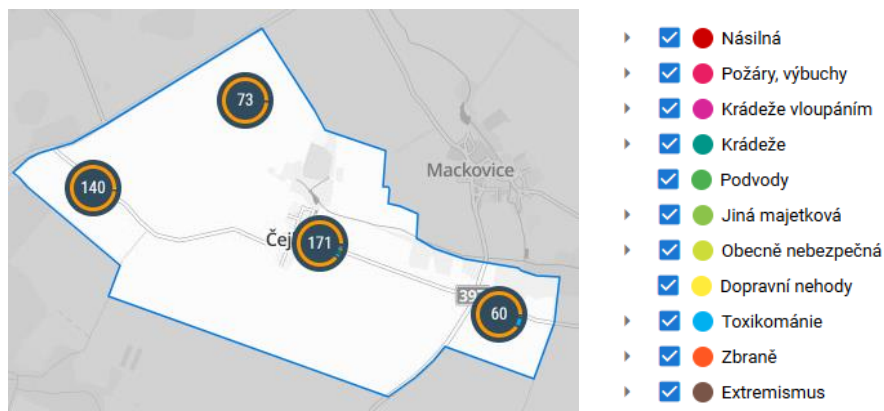 73
Mackovice
140
Čej
171
60
Násilná
Požáry, výbuchy
Krádeže vloupáním
Krádeže
Podvody
Jiná majetková
Obecně nebezpečná
Dopravní nehody
Toxikománie
Zbraně
Extremismus